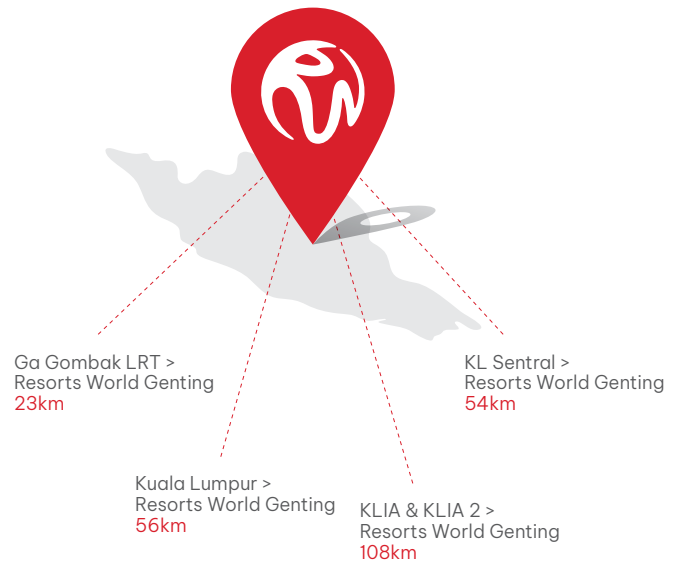 Ga Gombak LRT >
Resorts World Genting
23km
KL Sentral >
Resorts World Genting
54km
Kuala Lumpur >
Resorts World Genting
56km
KLIA & KLIA 2 >
Resorts World Genting
108km